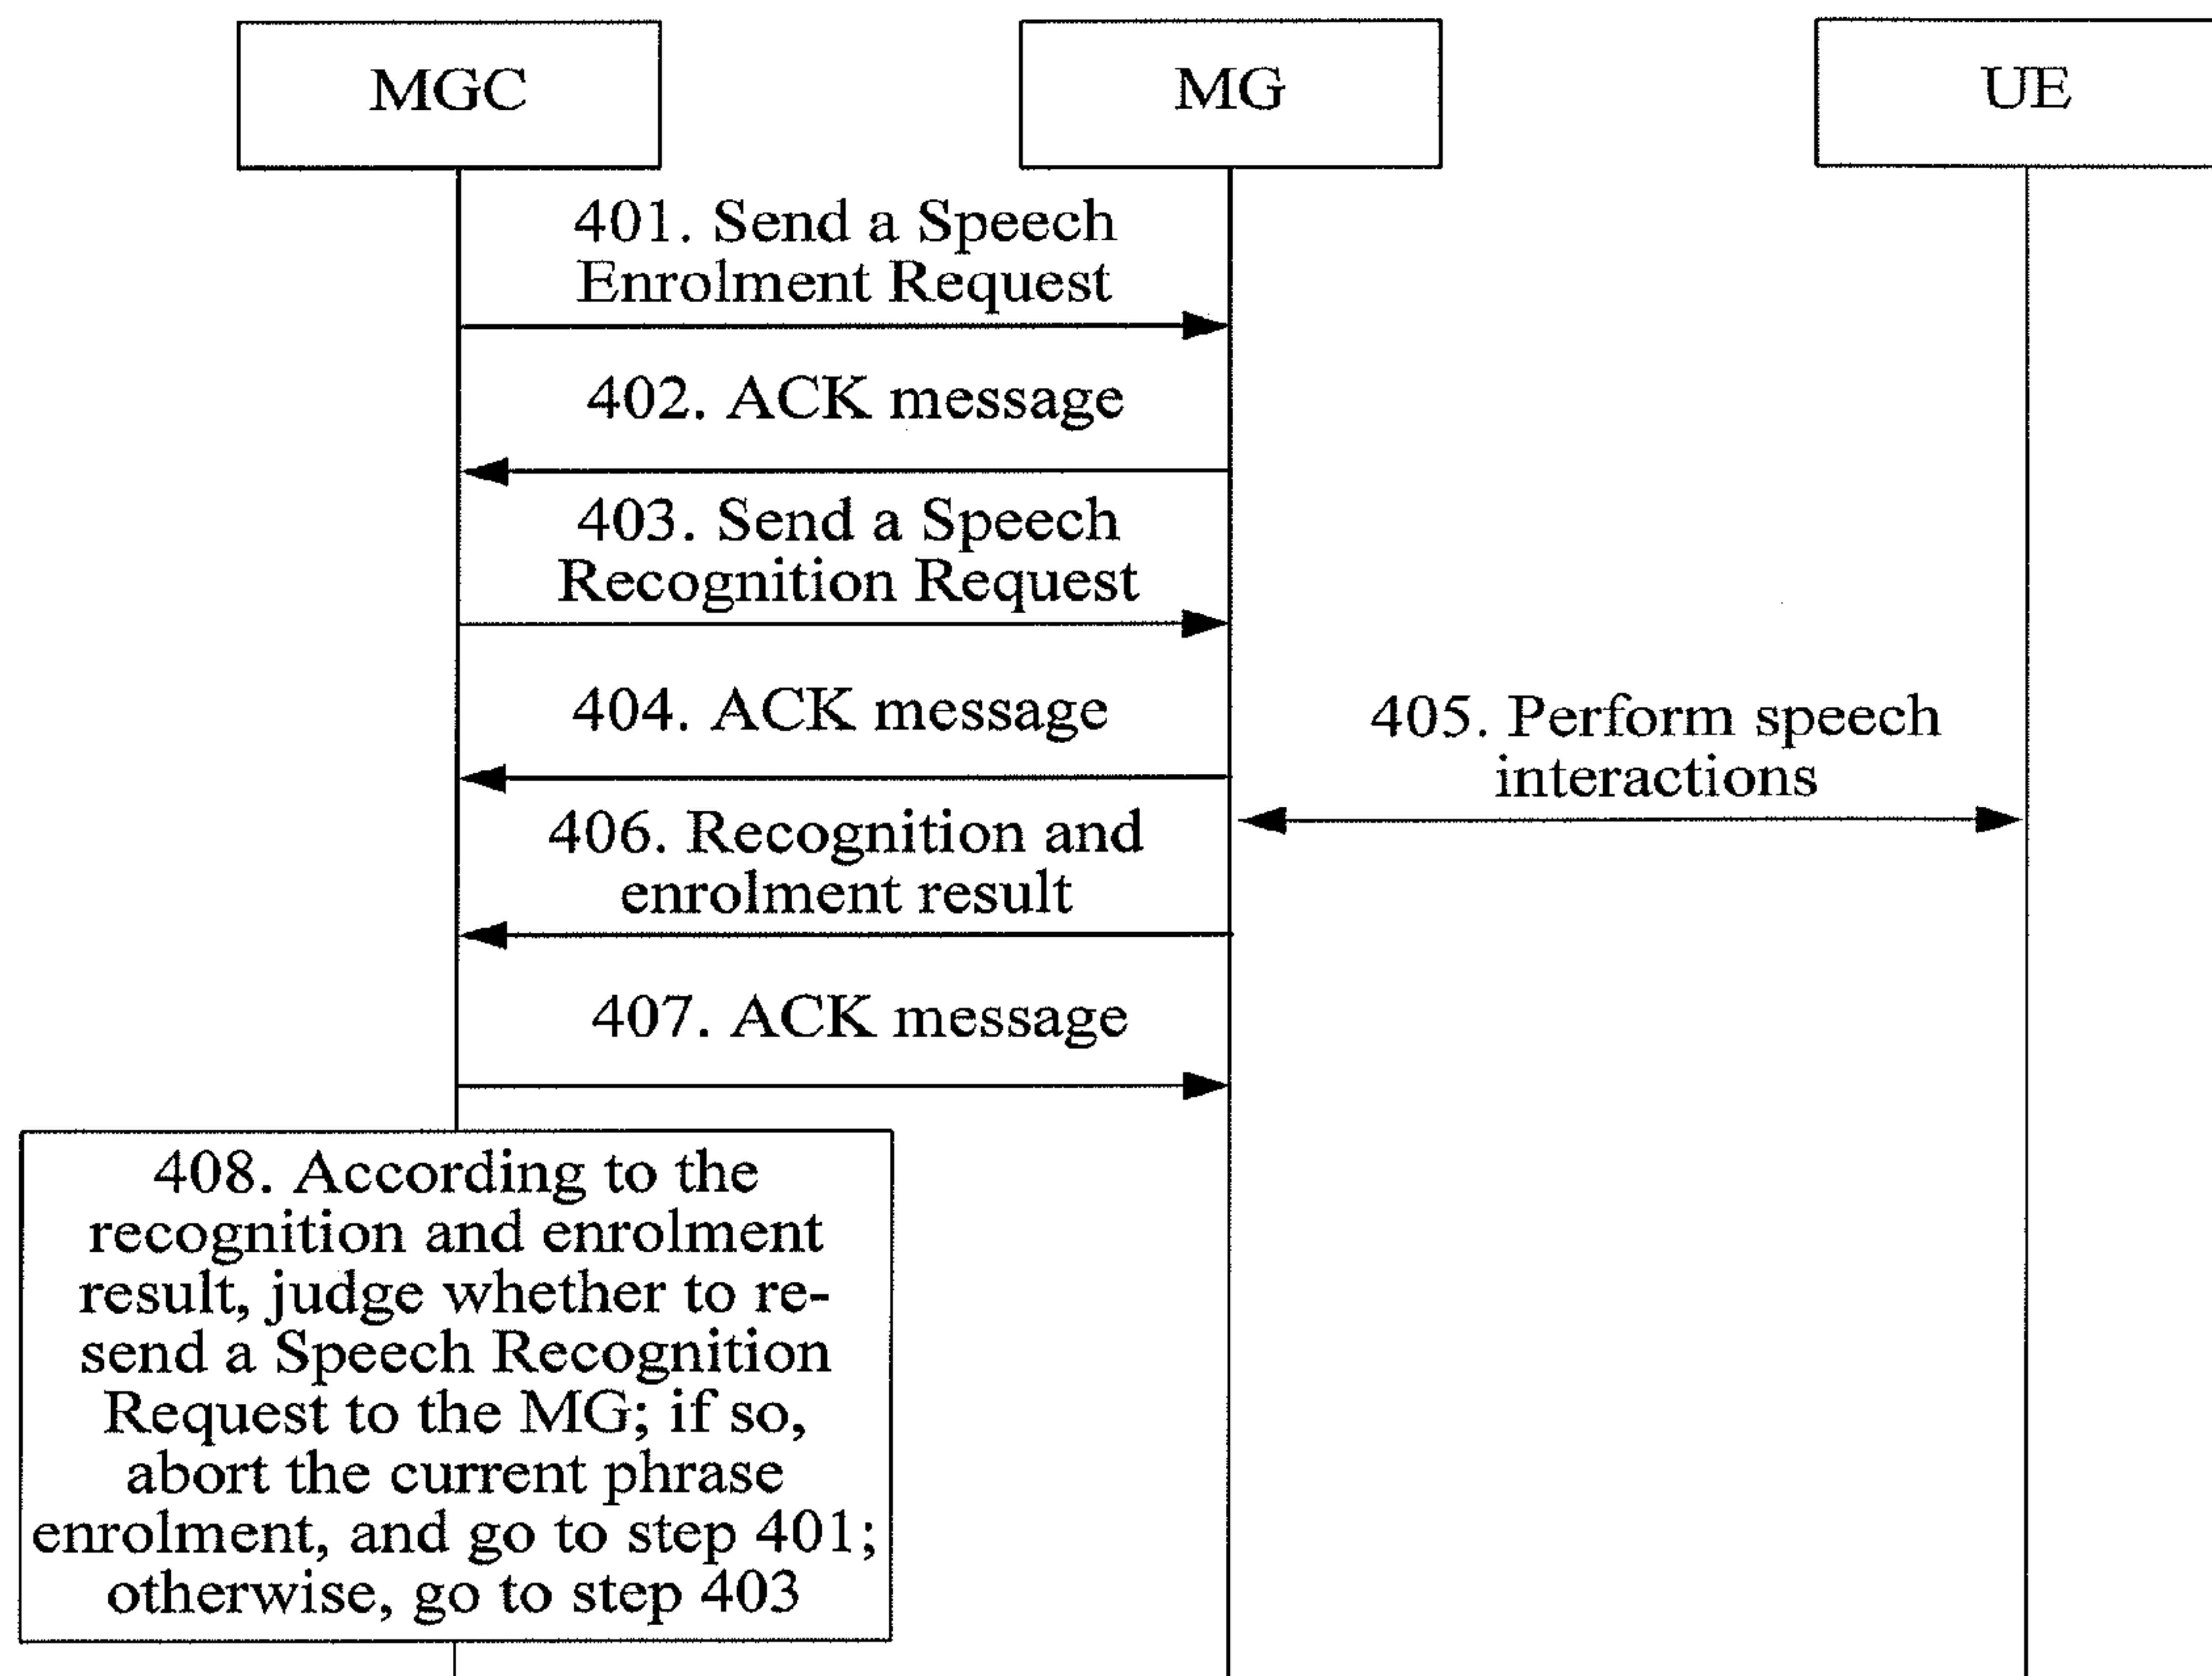 MGC
MG
UE
401. Send a Speech
Enrolment Request
402. ACK message
403. Send a Speech
Recognition Request
404. ACK message
405. Perform speech
interactions
406. Recognition and
enrolment result
407. ACK message
408. According to the
recognition and enrolment
result, judge whether to re-
send a Speech Recognition
Request to the MG; if so,
abort the current phrase
enrolment, and go to step 401;
otherwise, go to step 403